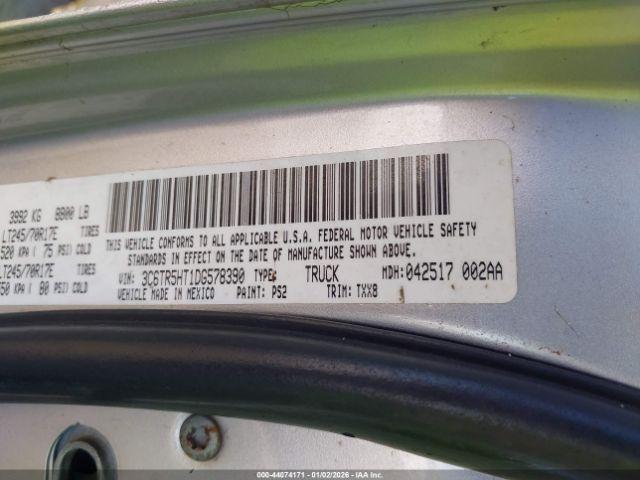 3992 KG 8800 LB
LT245/70R17E TIRES
520 KPA ( 75 PSI) COLD
LT245/70R17E TIRES
50 KPA ( 80 PSI) COLD
THIS VEHICLE CONFORMS TO ALL APPLICABLE U.S.A. FEDERAL MOTOR VEHICLE SAFETY
STANDARDS IN EFFECT ON THE DATE OF MANUFACTURE SHOWN ABOVE.
VIN: 3C6TR5HT1DG578390 TYPE: TRUCK MDH: 042517 002AA
VEHICLE MADE IN MEXICO PAINT: PS2 TRIM: TXX8
000-44074171 - 01/02/2026 - IAAI.COM